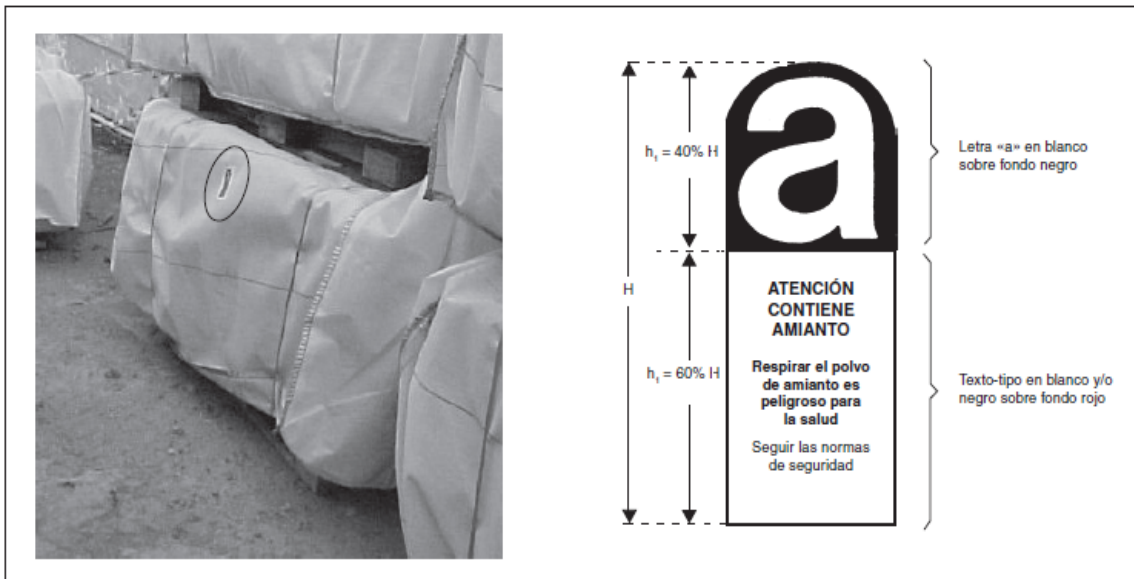 a
h₁ = 40% H
Letra «a» en blanco
sobre fondo negro
H
ATENCIÓN
CONTIENE
AMIANTO
Respirar el polvo
de amianto es
peligroso para
la salud
Seguir las normas
de seguridad
h₁ = 60% H
Texto-tipo en blanco y/o
negro sobre fondo rojo